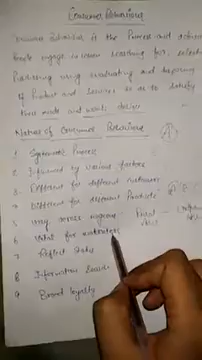 Consumer Behaviour
Consumer Behaviour is the Process and
People engage in when searching for, select
Purchasing using evaluating and disposing
of Product and Services so as to satisfy
their needs and wants desire
Nature of Consumer Behaviour
1 Systematic Process
2 Influenced by various factors
3 Different for different customers
4 Different for different Products
5 Vary across regions
6 Vital for marketers
7 Reflect Status
8 Information Search
9 Brand loyalty